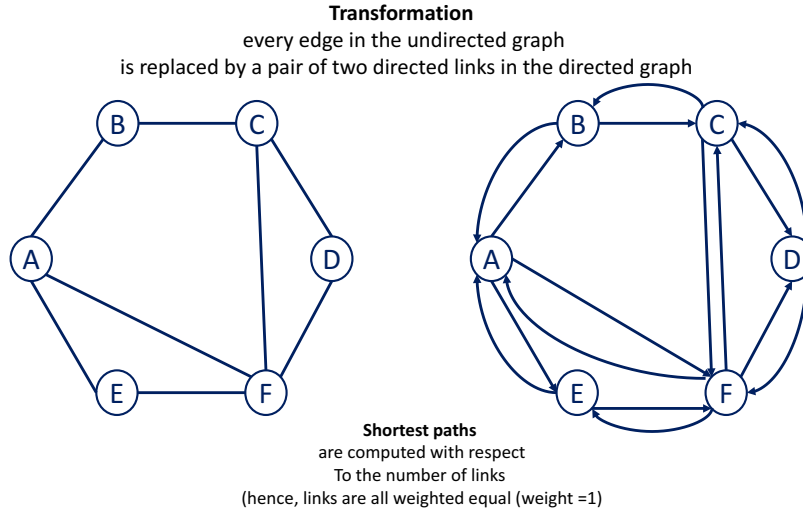 Transformation
every edge in the undirected graph
is replaced by a pair of two directed links in the directed graph
B
C
A
D
E
F
B
C
A
D
E
F
Shortest paths
are computed with respect
To the number of links
(hence, links are all weighted equal (weight =1)